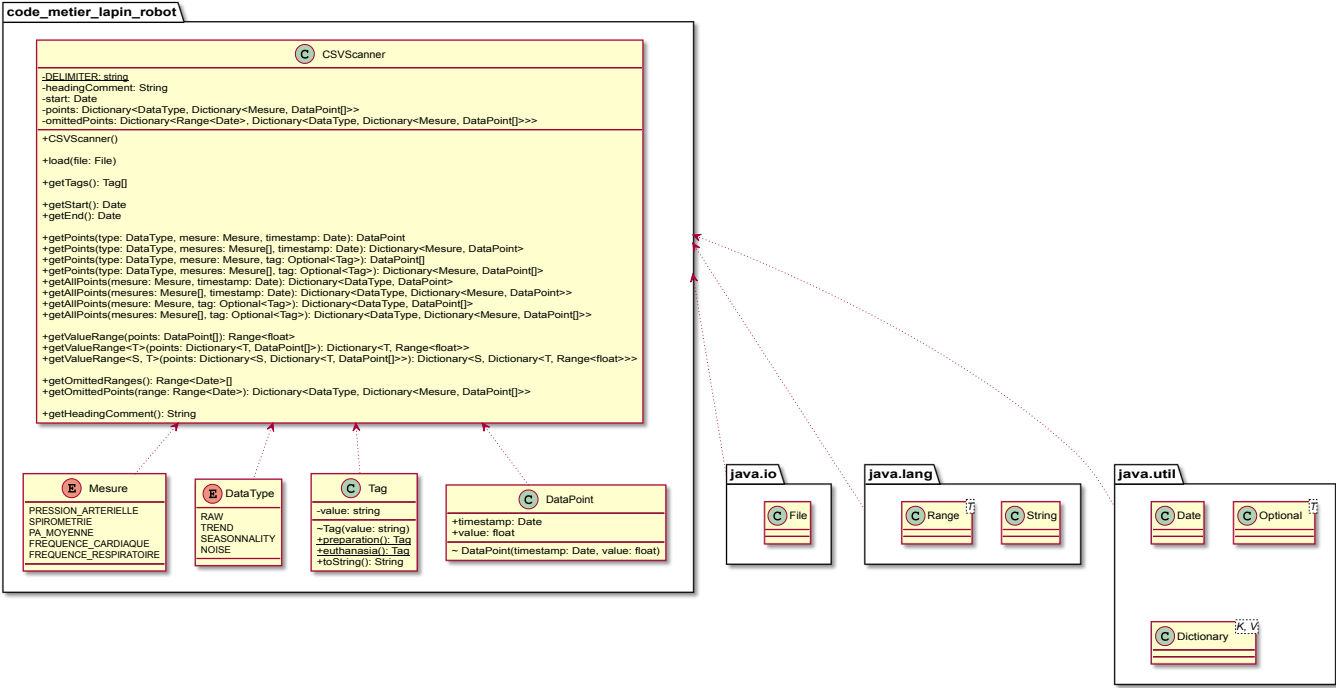 code_metier_lapin_robot
C CSVScanner
-DELIMITER: string
-headingComment: String
-start: Date
-points: Dictionary<DataType, Dictionary<Mesure, DataPoint[]>>
-omittedPoints: Dictionary<Range<Date>, Dictionary<DataType, Dictionary<Mesure, DataPoint[]>>>
+CSVScanner()
+load(file: File)
+getTags(): Tag[]
+getStart(): Date
+getEnd(): Date
+getPoints(type: DataType, mesure: Mesure, timestamp: Date): DataPoint
+getPoints(type: DataType, mesures: Mesure[], timestamp: Date): Dictionary<Mesure, DataPoint>
+getPoints(type: DataType, mesure: Mesure, tag: Optional<Tag>): DataPoint[]
+getPoints(type: DataType, mesures: Mesure[], tag: Optional<Tag>): Dictionary<Mesure, DataPoint[]>
+getAllPoints(mesure: Mesure, timestamp: Date): Dictionary<DataType, DataPoint>
+getAllPoints(mesures: Mesure[], timestamp: Date): Dictionary<DataType, Dictionary<Mesure, DataPoint>>
+getAllPoints(mesure: Mesure, tag: Optional<Tag>): Dictionary<DataType, DataPoint[]>
+getAllPoints(mesures: Mesure[], tag: Optional<Tag>): Dictionary<DataType, Dictionary<Mesure, DataPoint[]>>
+getValueRange(points: DataPoint[]): Range<float>
+getValueRange<T>(points: Dictionary<T, DataPoint[]>): Dictionary<T, Range<float>>
+getValueRange<S, T>(points: Dictionary<S, Dictionary<T, DataPoint[]>>): Dictionary<S, Dictionary<T, Range<float>>>
+getOmittedRanges(): Range<Date>[]
+getOmittedPoints(range: Range<Date>): Dictionary<DataType, Dictionary<Mesure, DataPoint[]>>
+getHeadingComment(): String
E Mesure
PRESSION_ARTERIELLE
SPIROMETRIE
PA_MOYENNE
FREQUENCE_CARDIAQUE
FREQUENCE_RESPIRATOIRE
E DataType
RAW
TREND
SEASONNALITY
NOISE
C Tag
-value: string
~Tag(value: string)
+preparation(): Tag
+euthanasia(): Tag
+toString(): String
C DataPoint
+timestamp: Date
+value: float
~ DataPoint(timestamp: Date, value: float)
java.io
C File
java.lang
C Range T
C String
java.util
C Date
C Optional T
C Dictionary K, V